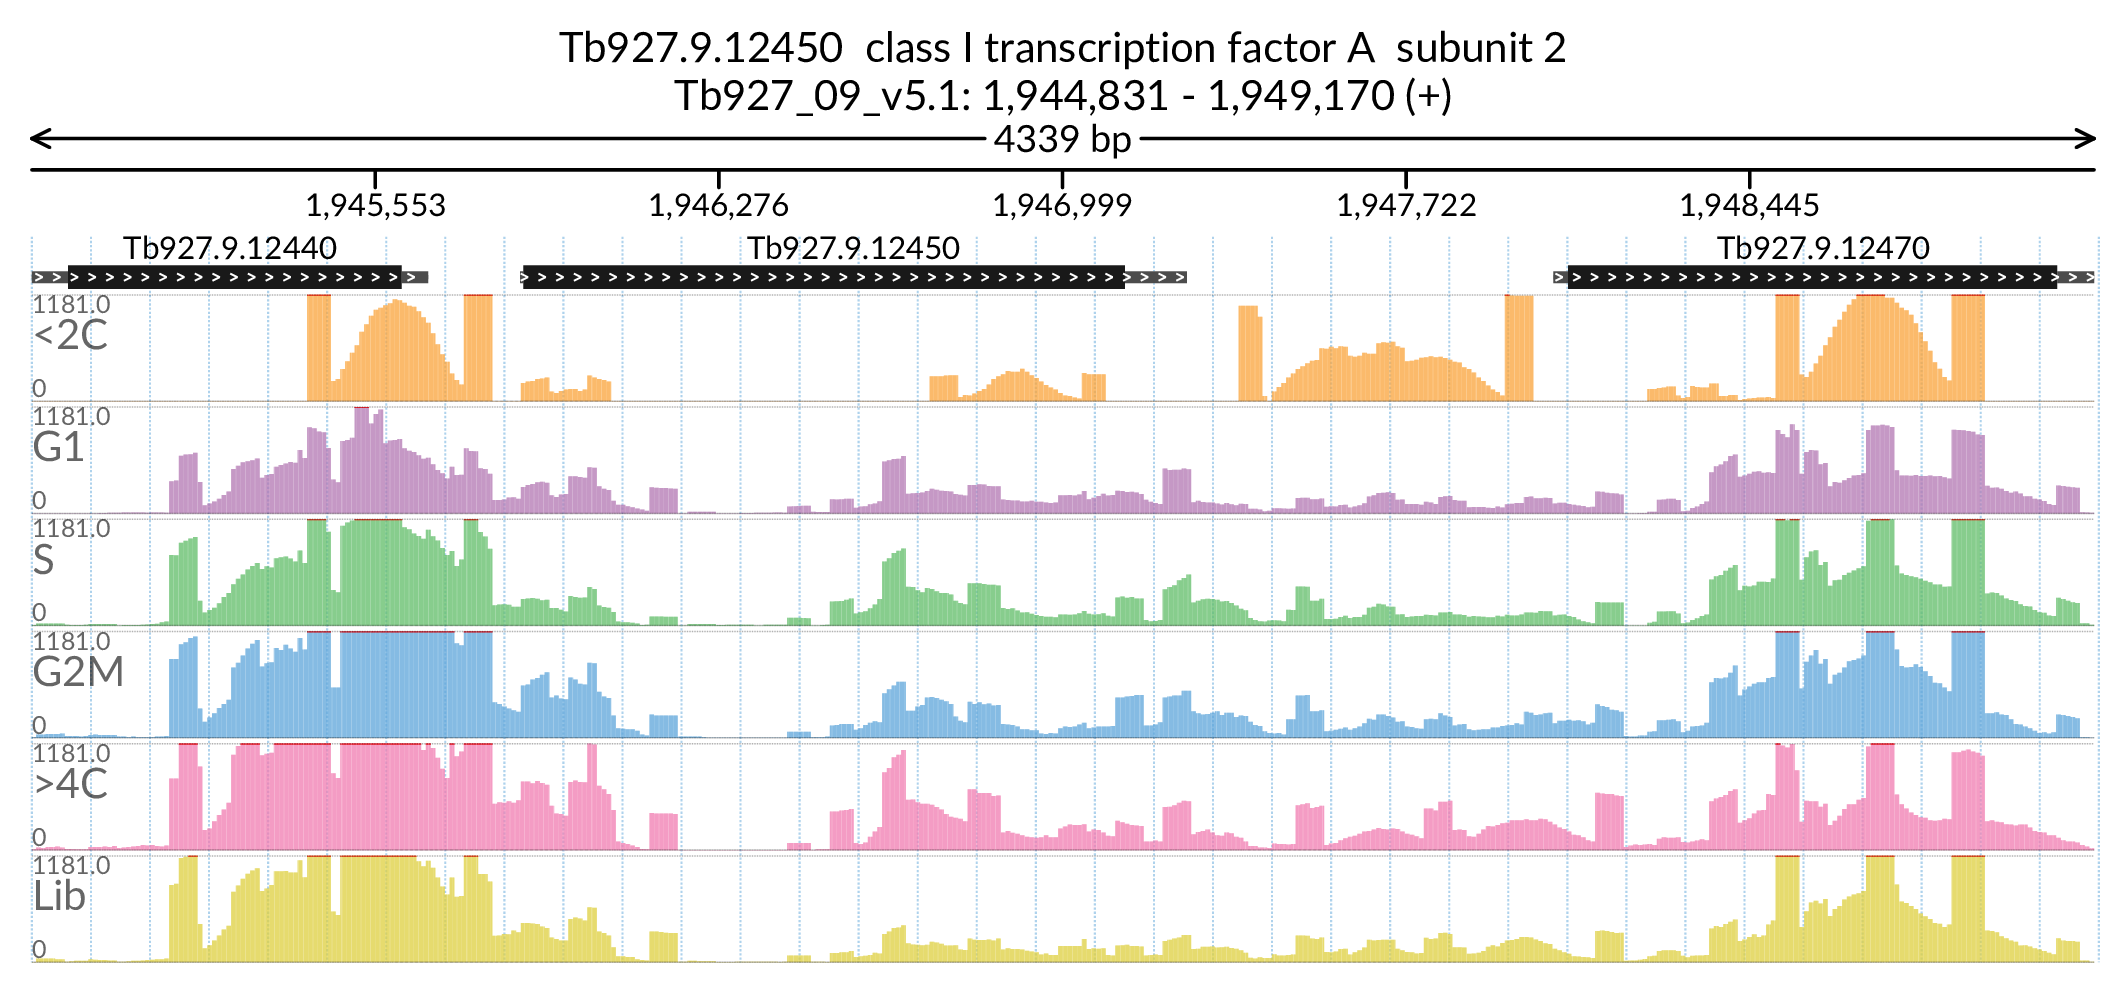 Tb927.9.12450  class I transcription factor A  subunit 2
Tb927_09_v5.1: 1,944,831 - 1,949,170 (+)
4339 bp
1,945,553 1,946,276 1,946,999 1,947,722 1,948,445
Tb927.9.12440 Tb927.9.12450 Tb927.9.12470
1181.0
<2C
0
1181.0
G1
0
1181.0
S
0
1181.0
G2M
0
1181.0
>4C
0
1181.0
Lib
0